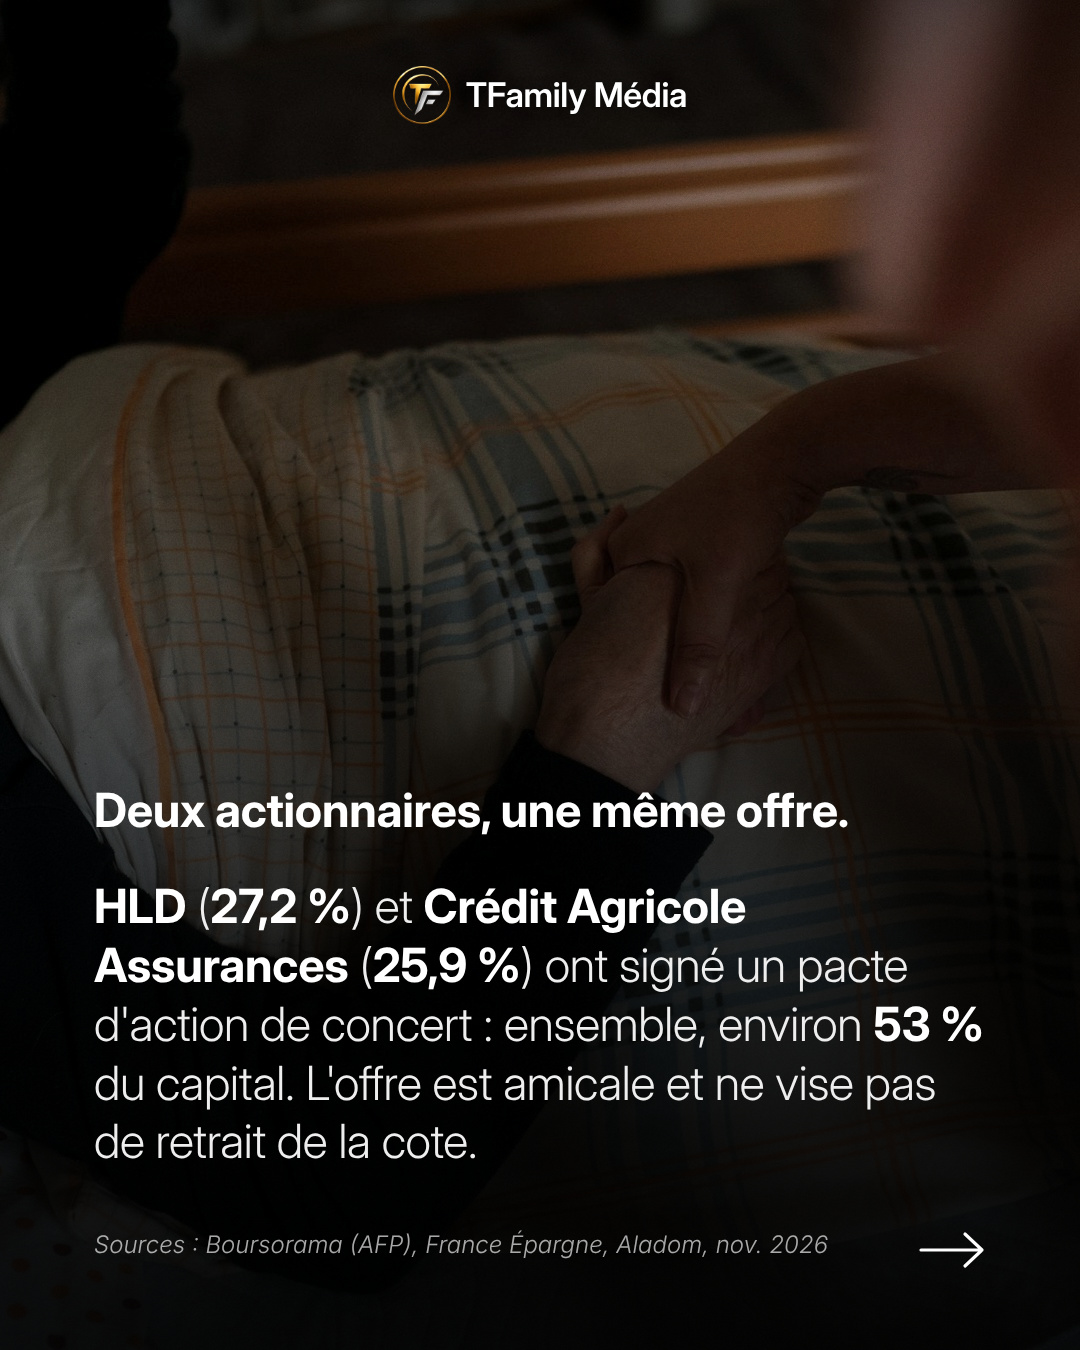 TFamily Média
Deux actionnaires, une même offre.
HLD (27,2 %) et Crédit Agricole
Assurances (25,9 %) ont signé un pacte
d'action de concert : ensemble, environ 53 %
du capital. L'offre est amicale et ne vise pas
de retrait de la cote.
Sources : Boursorama (AFP), France Épargne, Aladom, nov. 2026